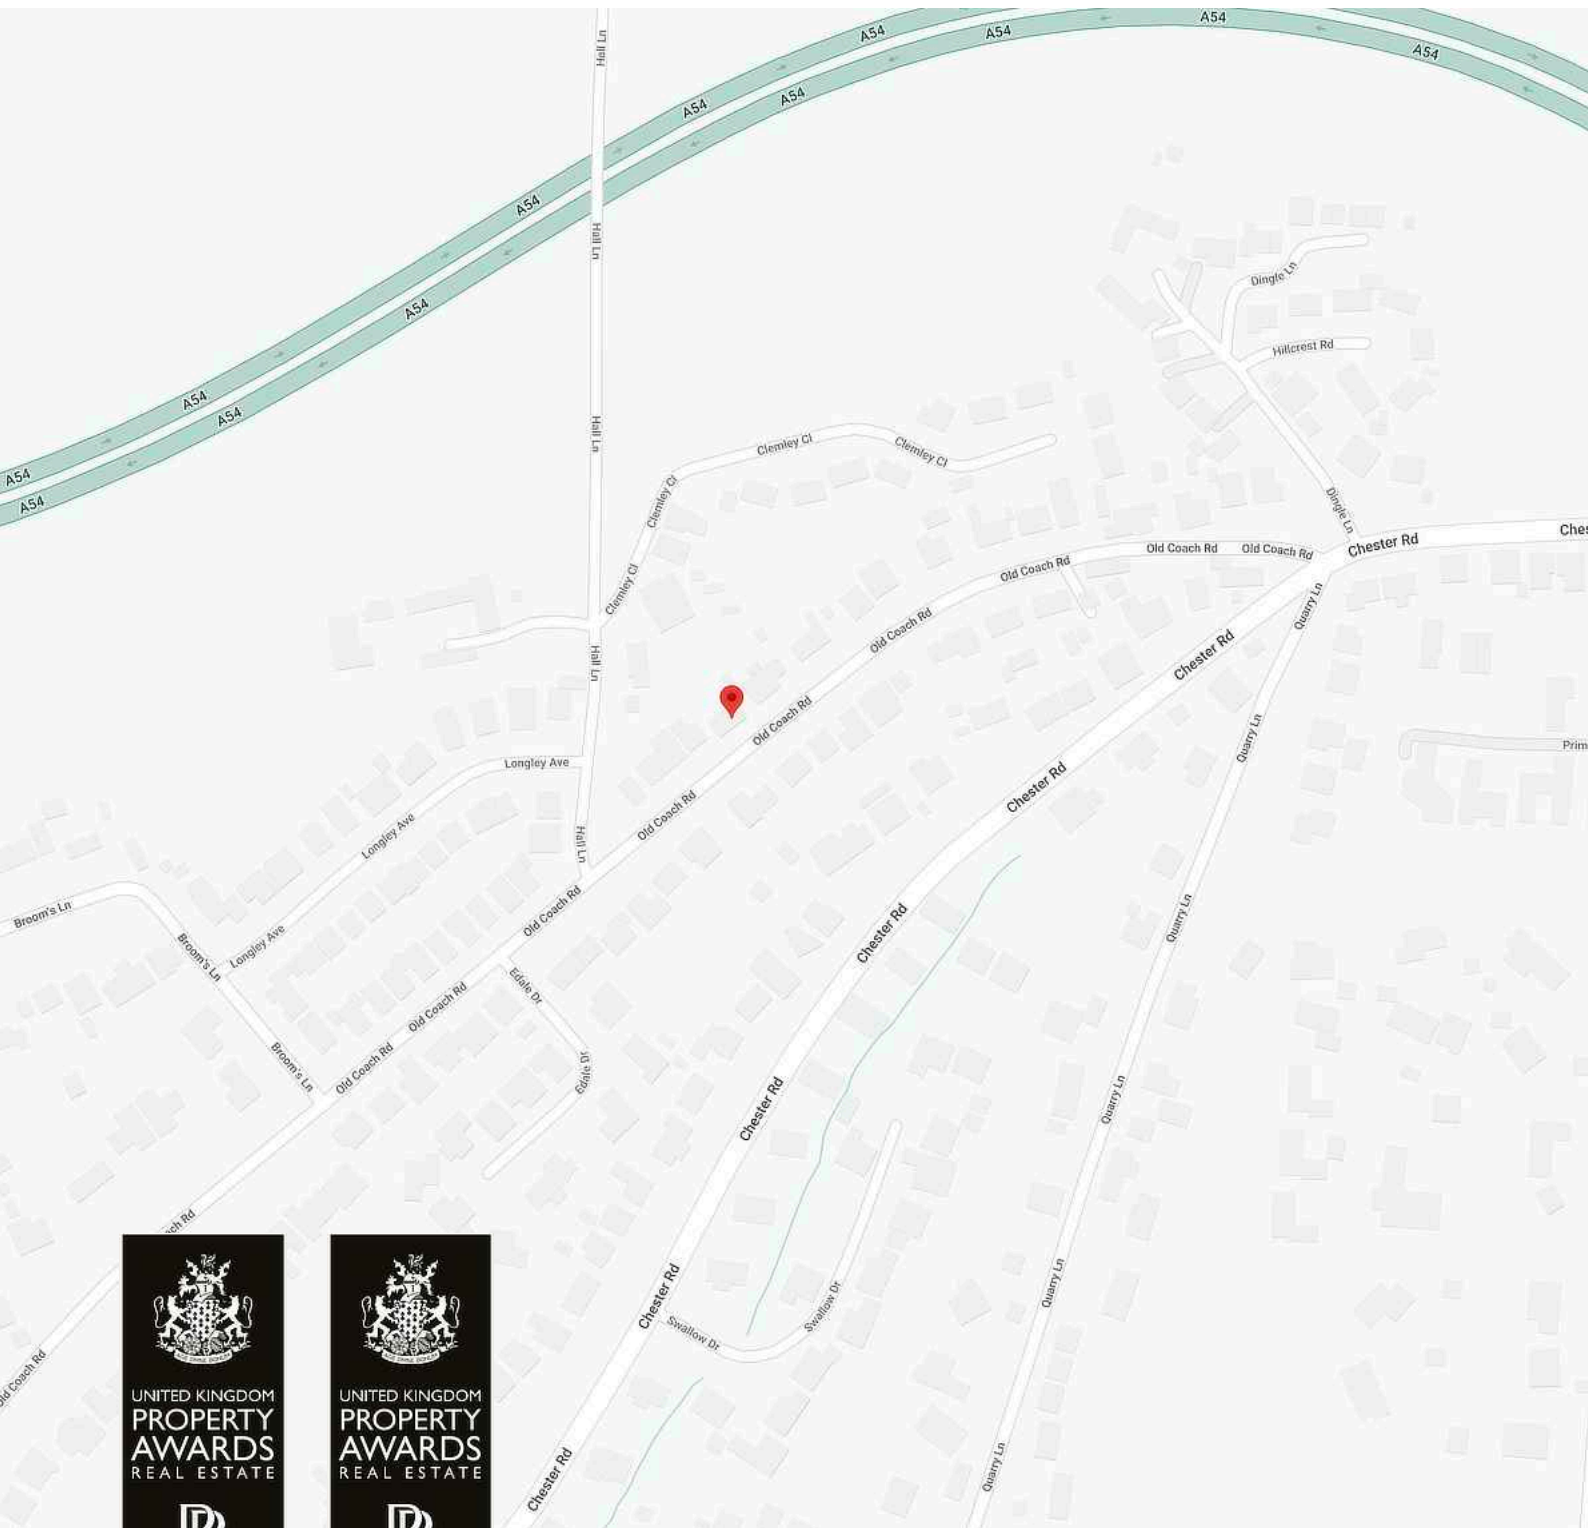 Hall Ln
A54
A54
A54
A54
A54
A54
A54
A54
Hall Ln
A54
Dingle Ln
Hillcrest Rd
A54
A54
Hall Ln
Clemley Cl
Clemley Cl
A54
A54
Clemley Cl
Dingle Ln
Ches
Chester Rd
Old Coach Rd
Old Coach Rd
Old Coach Rd
Clemley Cl
Quarry Ln
Old Coach Rd
Chester Rd
Hall Ln
Old Coach Rd
Quarry Ln
Prim
Longley Ave
Chester Rd
Old Coach Rd
Longley Ave
Hall Ln
Broom's Ln
Old Coach Rd
Quarry Ln
Chester Rd
Longley Ave
Broom's Ln
Edale Dr
Old Coach Rd
Broom's Ln
Old Coach Rd
Edale Dr
Quarry Ln
Chester Rd
ch Rd
Quarry Ln
Chester Rd
Swallow Dr
Swallow Dr
Old Coach Rd
UNITED KINGDOM
PROPERTY
AWARDS
REAL ESTATE
UNITED KINGDOM
PROPERTY
AWARDS
REAL ESTATE
Chester Rd
Quarry Ln